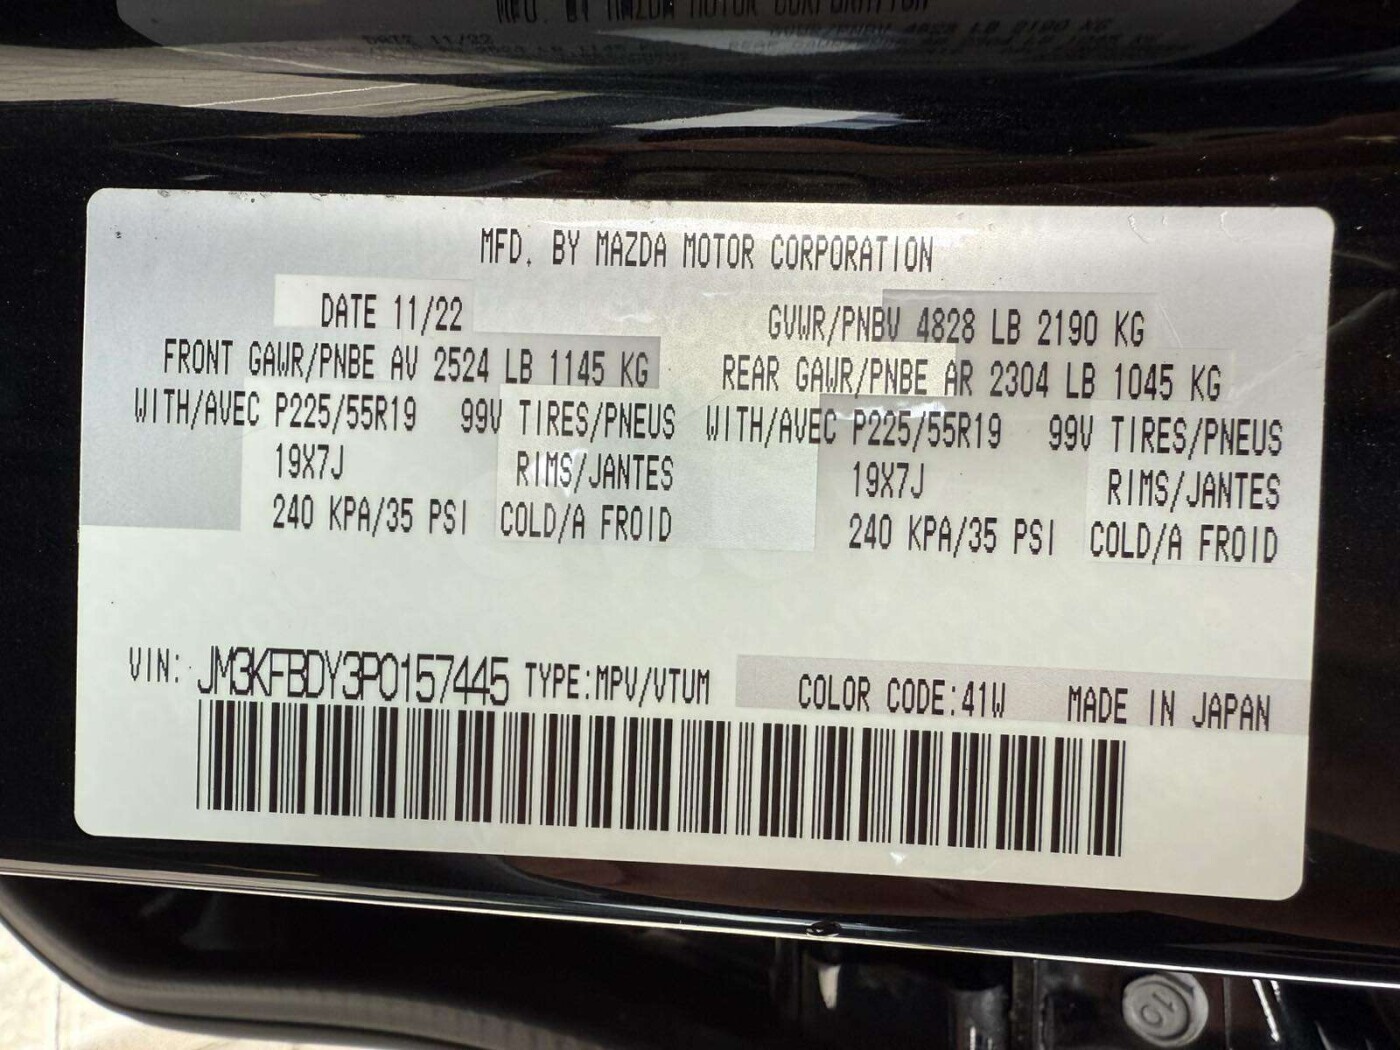 MFD. BY MAZDA MOTOR CORPORATION
DATE 11/22 GVWR/PNBV 4828 LB 2190 KG
FRONT GAWR/PNBE AV 2524 LB 1145 KG REAR GAWR/PNBE AR 2304 LB 1045 KG
WITH/AVEC P225/55R19 99V TIRES/PNEUS WITH/AVEC P225/55R19 99V TIRES/PNEUS
19X7J RIMS/JANTES 19X7J RIMS/JANTES
240 KPA/35 PSI COLD/A FROID 240 KPA/35 PSI COLD/A FROID
VIN: JM3KFBDY3P0157445 TYPE:MPV/VTUM COLOR CODE:41W MADE IN JAPAN
10